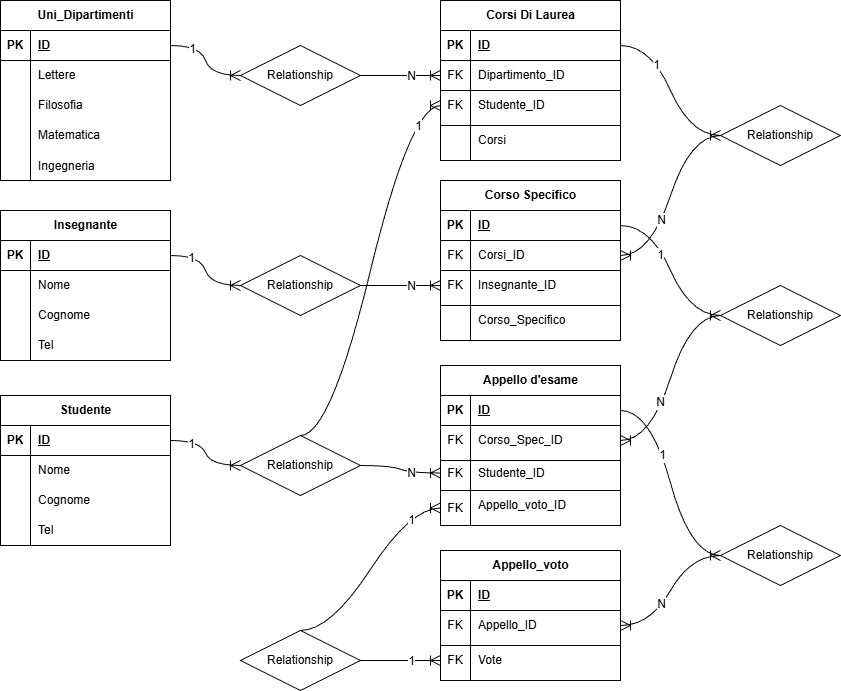 Uni_Dipartimenti
PK ID
Lettere
Filosofia
Matematica
Ingegneria
1
Relationship
N
Corsi Di Laurea
PK ID
FK Dipartimento_ID
FK Studente_ID
Corsi
1
1
Relationship
N
Insegnante
PK ID
Nome
Cognome
Tel
1
Relationship
N
Corso Specifico
PK ID
FK Corsi_ID
FK Insegnante_ID
Corso_Specifico
1
Relationship
N
Studente
PK ID
Nome
Cognome
Tel
1
Relationship
N
Appello d'esame
PK ID
FK Corso_Spec_ID
FK Studente_ID
FK Appello_voto_ID
1
1
Relationship
N
Appello_voto
PK ID
FK Appello_ID
FK Vote
Relationship
1